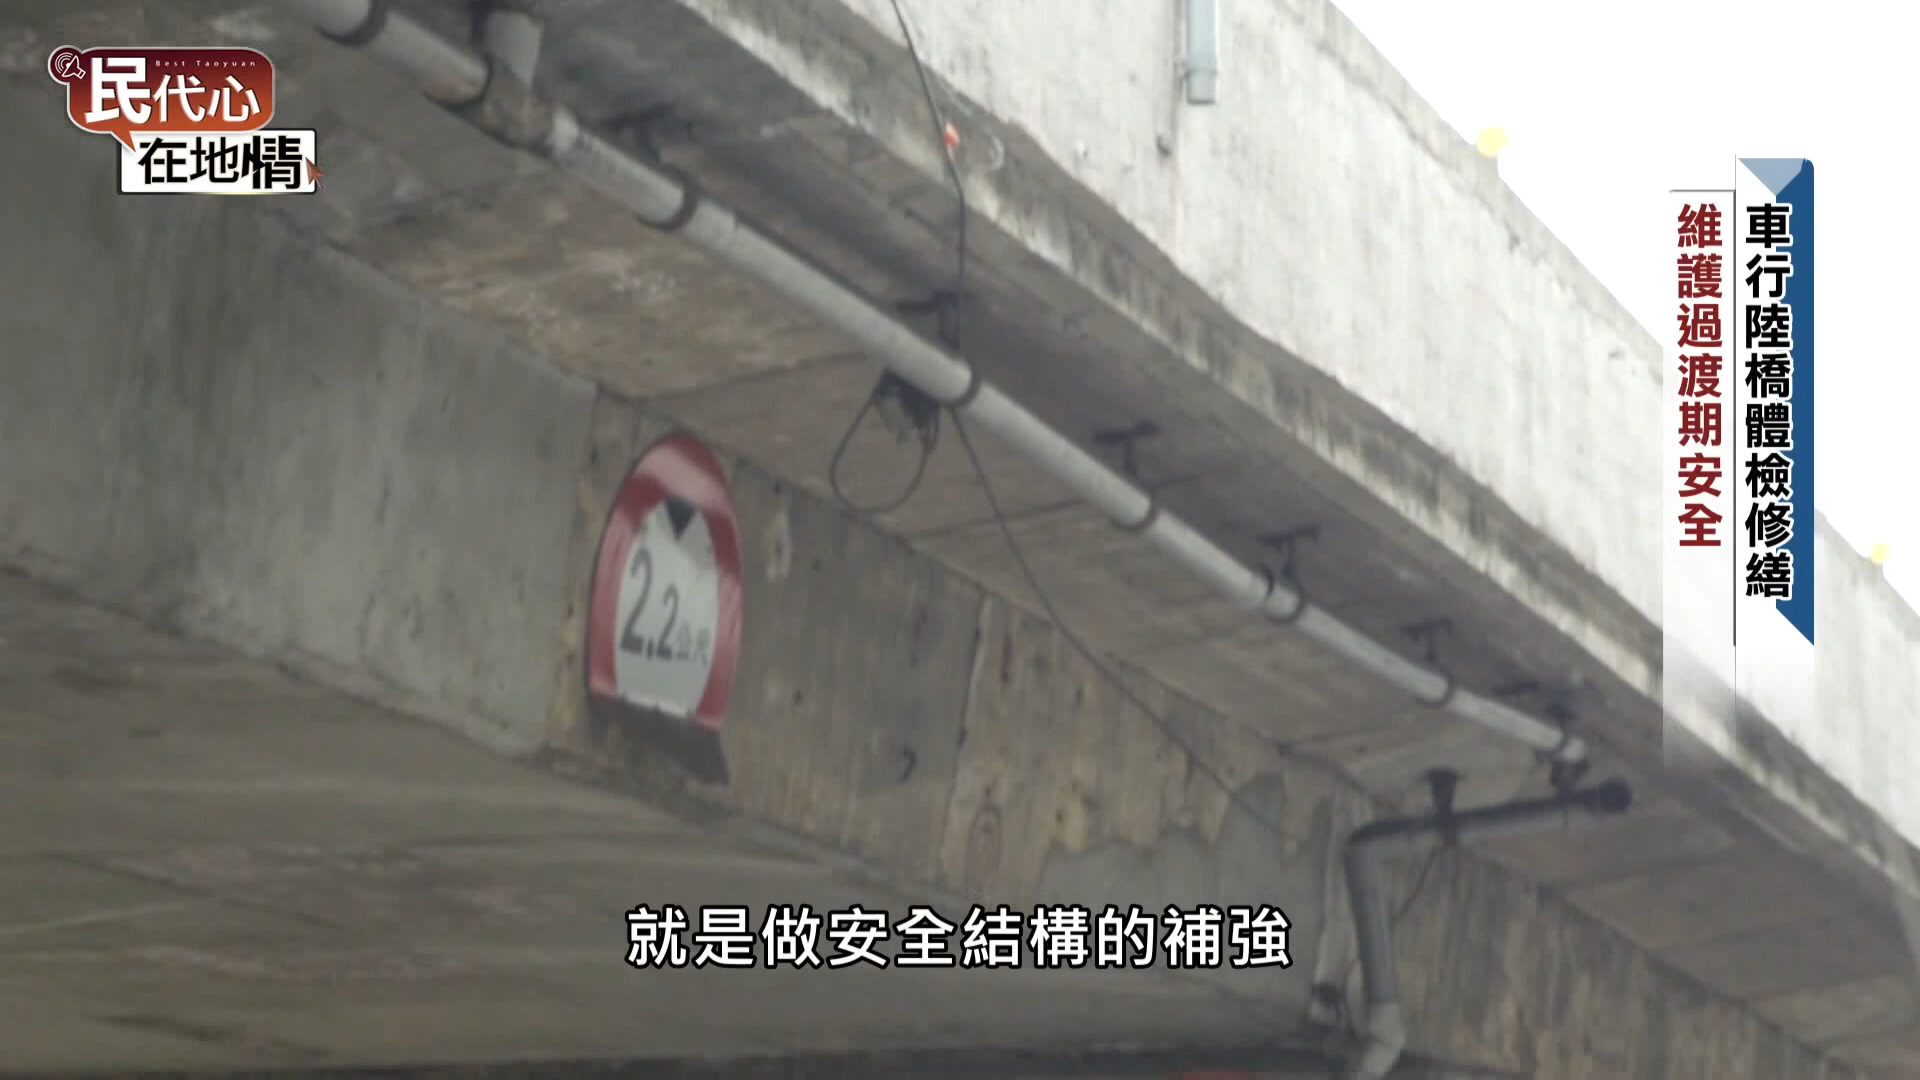 Best Taoyuan
民代心
在地情
車行陸橋體檢修繕
維護過渡期安全
2.2公尺
就是做安全結構的補強